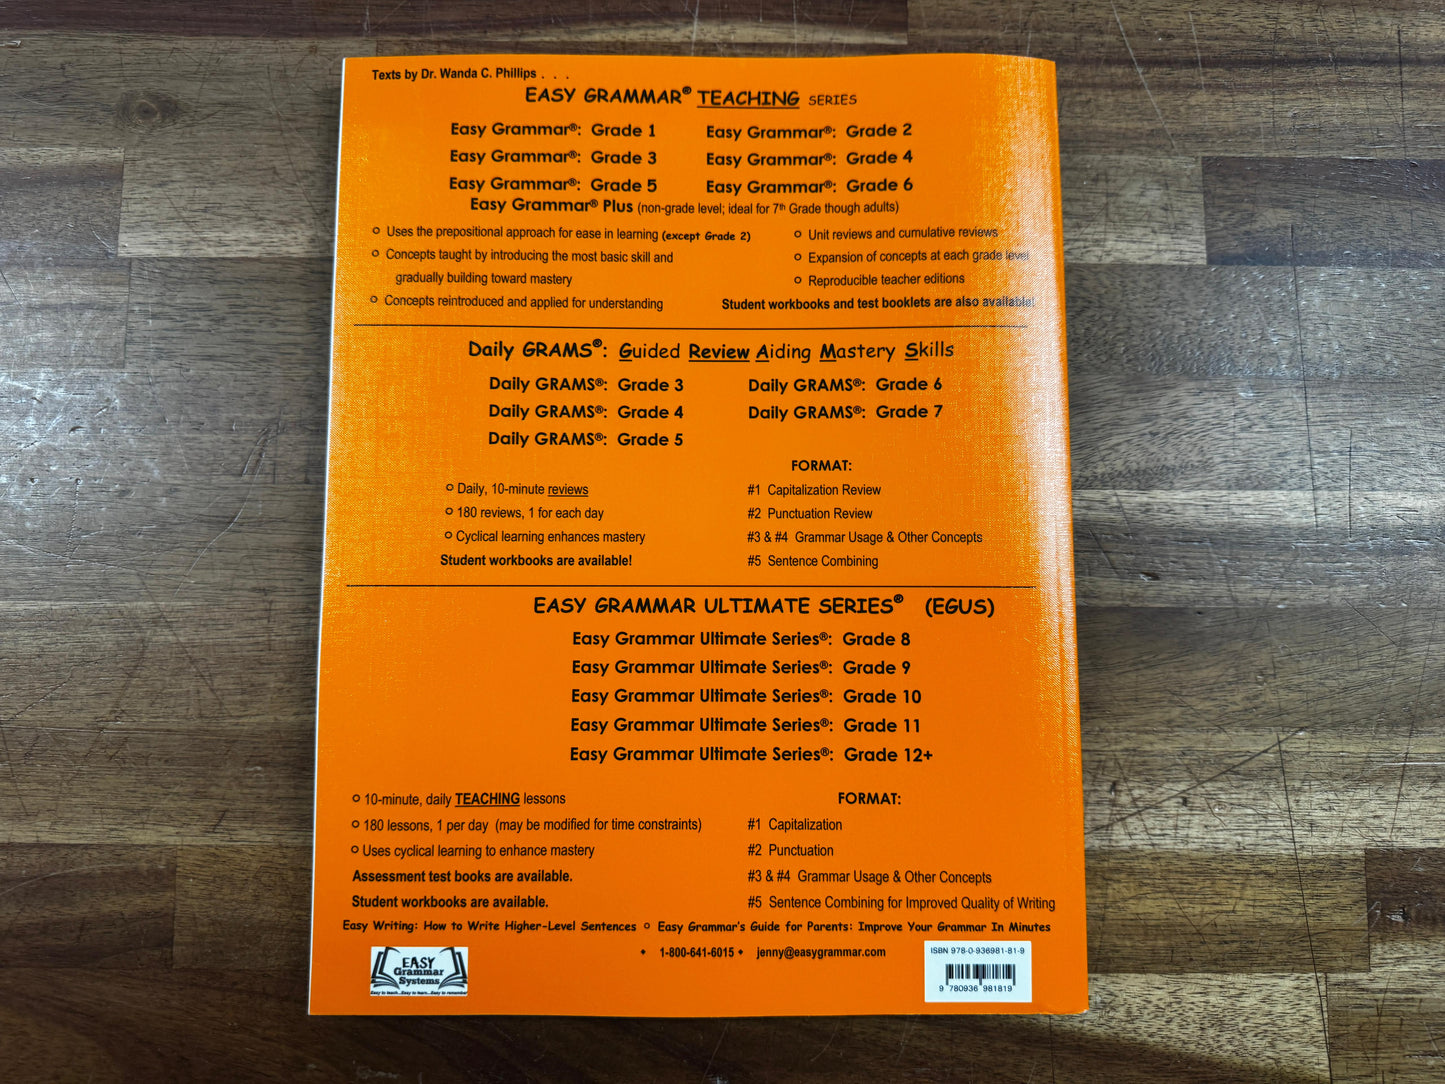 Texts by Dr. Wanda C. Phillips . . .
EASY GRAMMAR® TEACHING SERIES
Easy Grammar®: Grade 1 Easy Grammar®: Grade 2
Easy Grammar®: Grade 3 Easy Grammar®: Grade 4
Easy Grammar®: Grade 5 Easy Grammar®: Grade 6
Easy Grammar® Plus (non-grade level; ideal for 7th Grade though adults)
o Uses the prepositional approach for ease in learning (except Grade 2)
o Concepts taught by introducing the most basic skill and
gradually building toward mastery
o Concepts reintroduced and applied for understanding
o Unit reviews and cumulative reviews
o Expansion of concepts at each grade level
o Reproducible teacher editions
Student workbooks and test booklets are also available!
Daily GRAMS®: Guided Review Aiding Mastery Skills
Daily GRAMS®: Grade 3 Daily GRAMS®: Grade 6
Daily GRAMS®: Grade 4 Daily GRAMS®: Grade 7
Daily GRAMS®: Grade 5
o Daily, 10-minute reviews
o 180 reviews, 1 for each day
o Cyclical learning enhances mastery
Student workbooks are available!
FORMAT:
#1 Capitalization Review
#2 Punctuation Review
#3 & #4 Grammar Usage & Other Concepts
#5 Sentence Combining
EASY GRAMMAR ULTIMATE SERIES® (EGUS)
Easy Grammar Ultimate Series®: Grade 8
Easy Grammar Ultimate Series®: Grade 9
Easy Grammar Ultimate Series®: Grade 10
Easy Grammar Ultimate Series®: Grade 11
Easy Grammar Ultimate Series®: Grade 12+
o 10-minute, daily TEACHING lessons
o 180 lessons, 1 per day (may be modified for time constraints)
o Uses cyclical learning to enhance mastery
Assessment test books are available.
Student workbooks are available.
FORMAT:
#1 Capitalization
#2 Punctuation
#3 & #4 Grammar Usage & Other Concepts
#5 Sentence Combining for Improved Quality of Writing
Easy Writing: How to Write Higher-Level Sentences o Easy Grammar's Guide for Parents: Improve Your Grammar In Minutes
♦ 1-800-641-6015 ♦ jenny@easygrammar.com
EASY
Grammar
Systems
Easy to teach...Easy to learn...Easy to remember
ISBN 978-0-936981-81-9
9 780936 981819